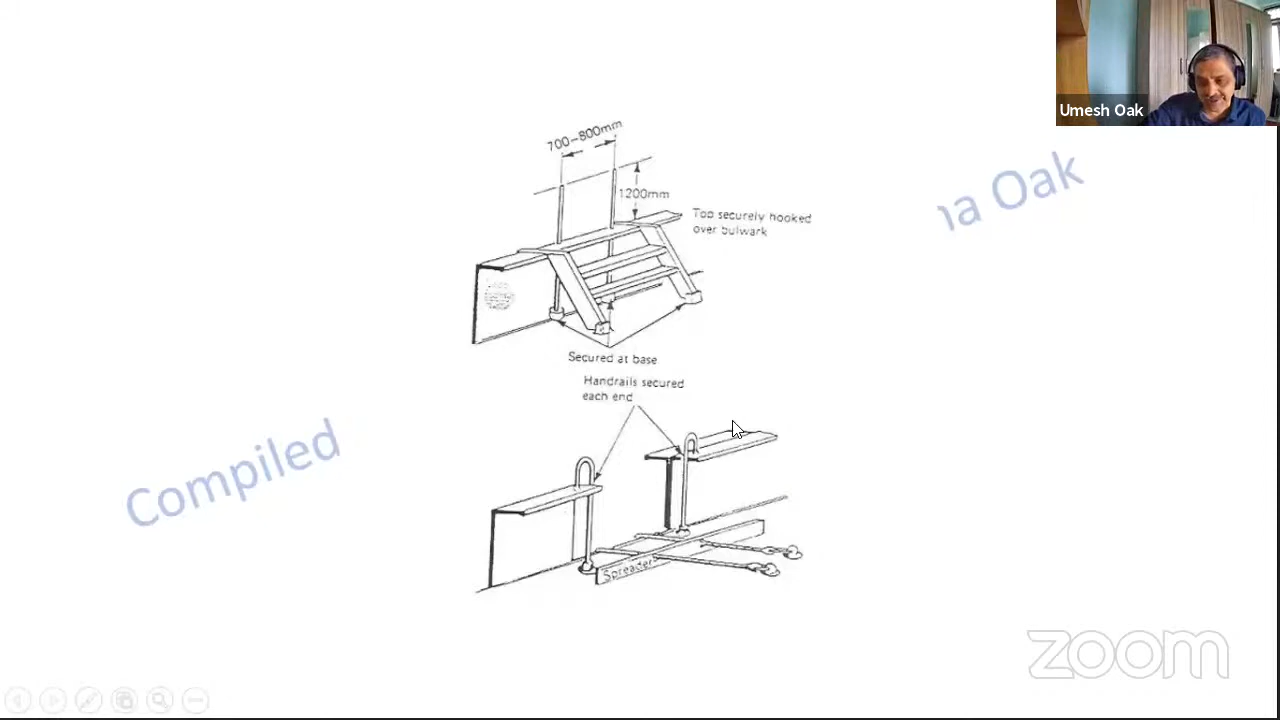 Umesh Oak
700-800mm
1200mm
Top securely hooked
over bulwark
Secured at base
Handrails secured
each end
Spreader
Compiled
a Oak
zoom